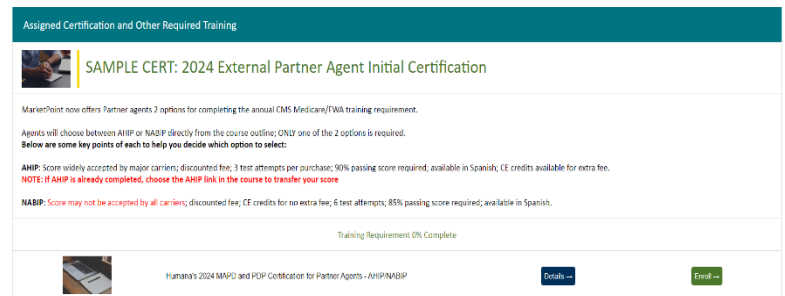 Assigned Certification and Other Required Training
SAMPLE CERT: 2024 External Partner Agent Initial Certification
MarketPoint now offers Partner agents 2 options for completing the annual CMS Medicare/FWA training requirement.
Agents will choose between AHIP or NABIP directly from the course outline; ONLY one of the 2 options is required.
Below are some key points of each to help you decide which option to select:
AHIP: Score widely accepted by major carriers; discounted fee; 3 test attempts per purchase; 90% passing score required; available in Spanish; CE credits available for extra fee.
NOTE: If AHIP is already completed, choose the AHIP link in the course to transfer your score
NABIP: Score may not be accepted by all carriers; discounted fee; CE credits for no extra fee; 6 test attempts; 85% passing score required; available in Spanish.
Training Requirement 0% Complete
Humana's 2024 MAPD and PDP Certification for Partner Agents - AHIP/NABIP
Details →
Enroll →